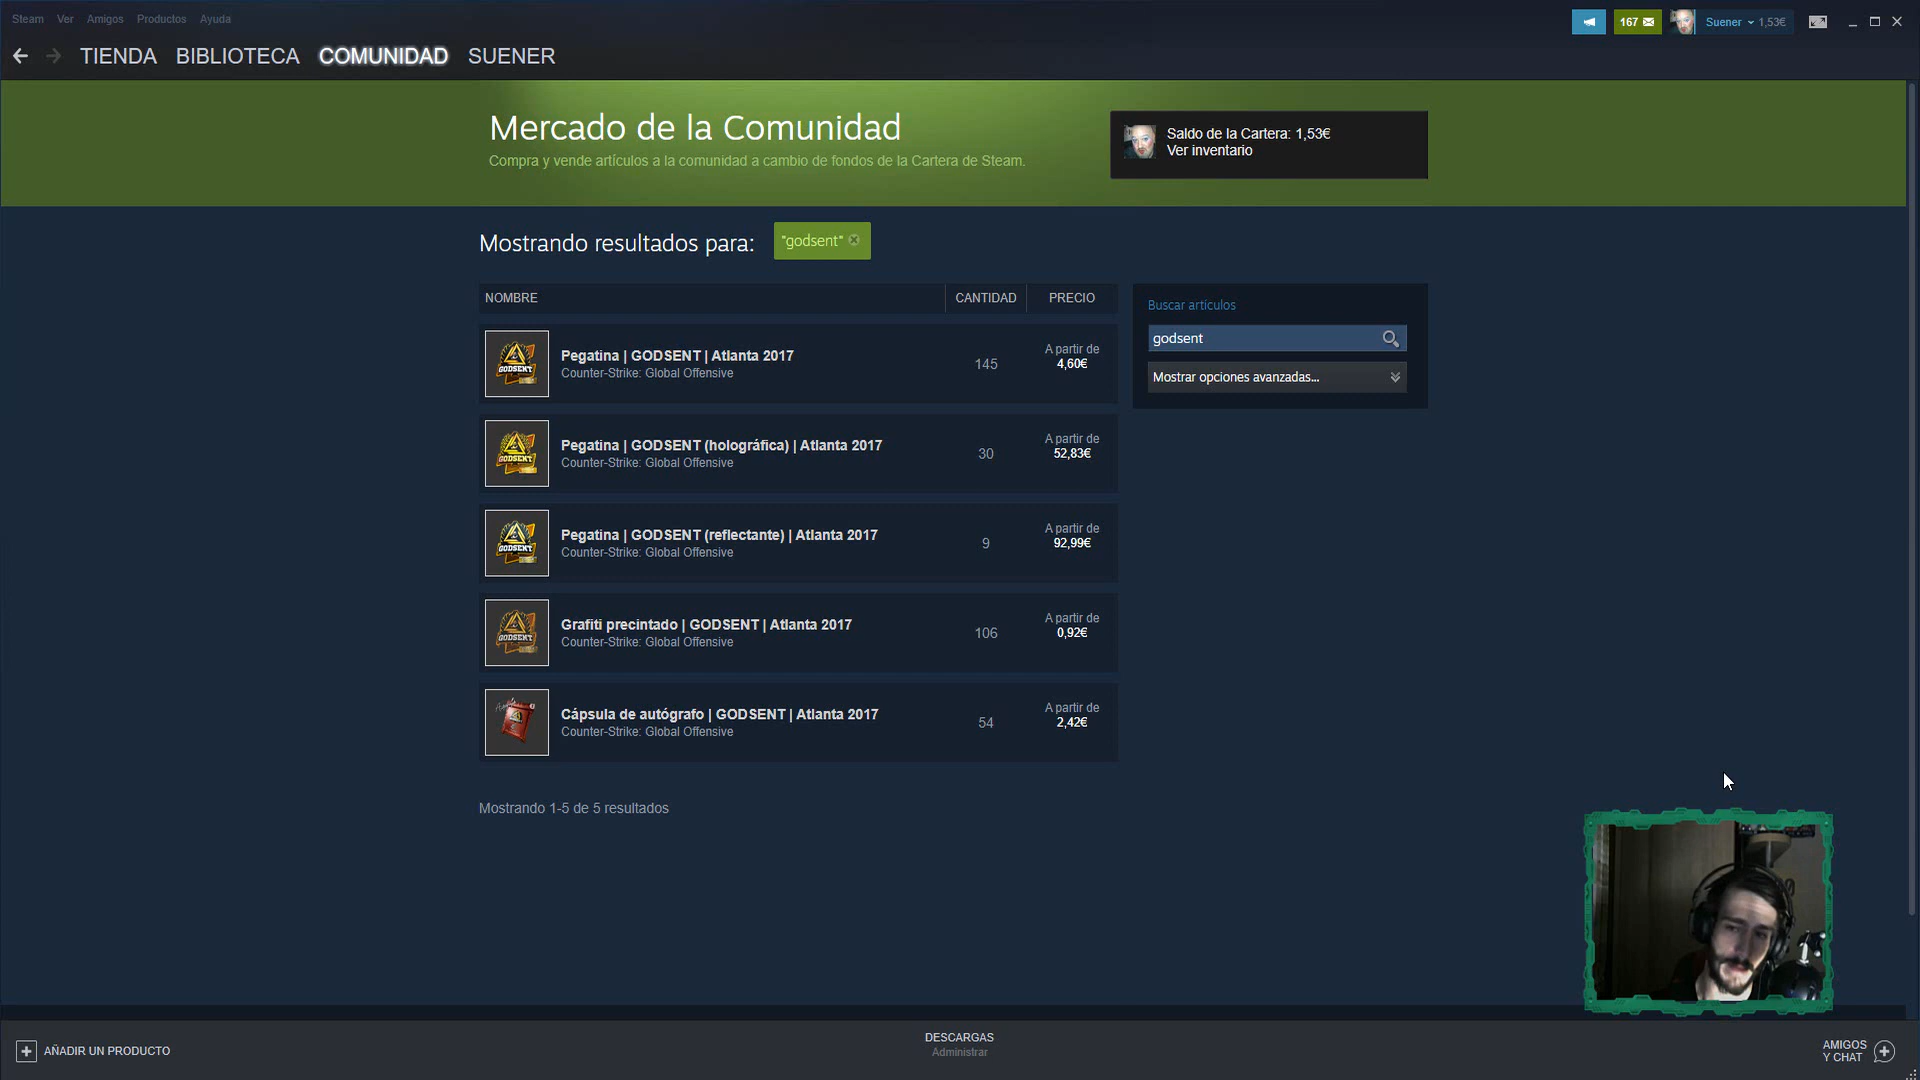 Steam Ver Amigos Productos Ayuda
167 Suener 1,53€
TIENDA BIBLIOTECA COMUNIDAD SUENER
Mercado de la Comunidad
Compra y vende artículos a la comunidad a cambio de fondos de la Cartera de Steam.
Saldo de la Cartera: 1,53€
Ver inventario
Mostrando resultados para: "godsent"
NOMBRE CANTIDAD PRECIO
Pegatina | GODSENT | Atlanta 2017
Counter-Strike: Global Offensive
145
A partir de
4,60€
Pegatina | GODSENT (holográfica) | Atlanta 2017
Counter-Strike: Global Offensive
30
A partir de
52,83€
Pegatina | GODSENT (reflectante) | Atlanta 2017
Counter-Strike: Global Offensive
9
A partir de
92,99€
Grafiti precintado | GODSENT | Atlanta 2017
Counter-Strike: Global Offensive
106
A partir de
0,92€
Cápsula de autógrafo | GODSENT | Atlanta 2017
Counter-Strike: Global Offensive
54
A partir de
2,42€
Mostrando 1-5 de 5 resultados
Buscar artículos
godsent
Mostrar opciones avanzadas...
AÑADIR UN PRODUCTO
DESCARGAS
Administrar
AMIGOS
Y CHAT